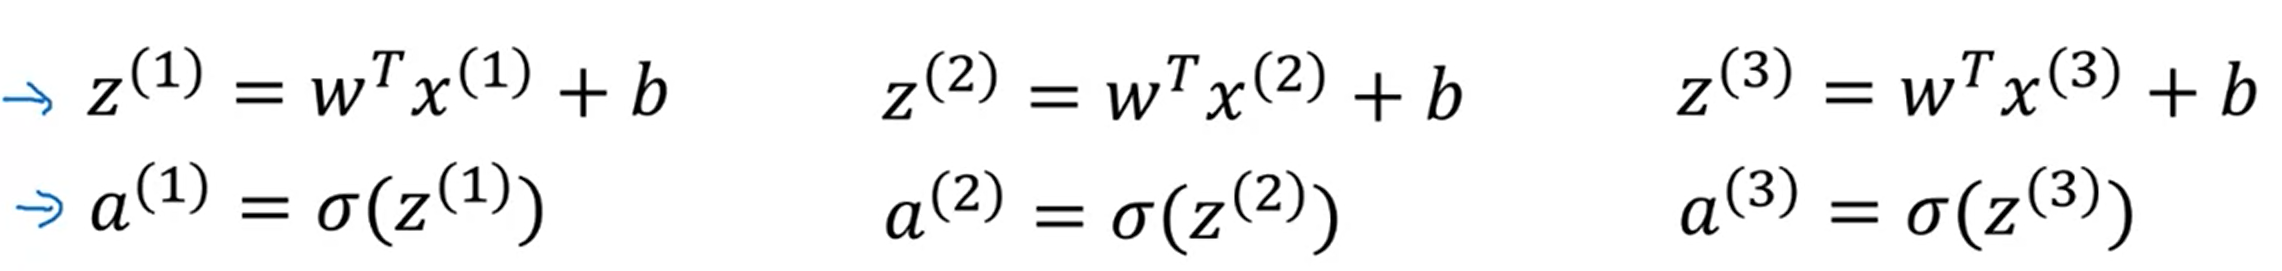 → z⁽¹⁾ = wᵀx⁽¹⁾ + b z⁽²⁾ = wᵀx⁽²⁾ + b z⁽³⁾ = wᵀx⁽³⁾ + b
→ a⁽¹⁾ = σ(z⁽¹⁾) a⁽²⁾ = σ(z⁽²⁾) a⁽³⁾ = σ(z⁽³⁾)